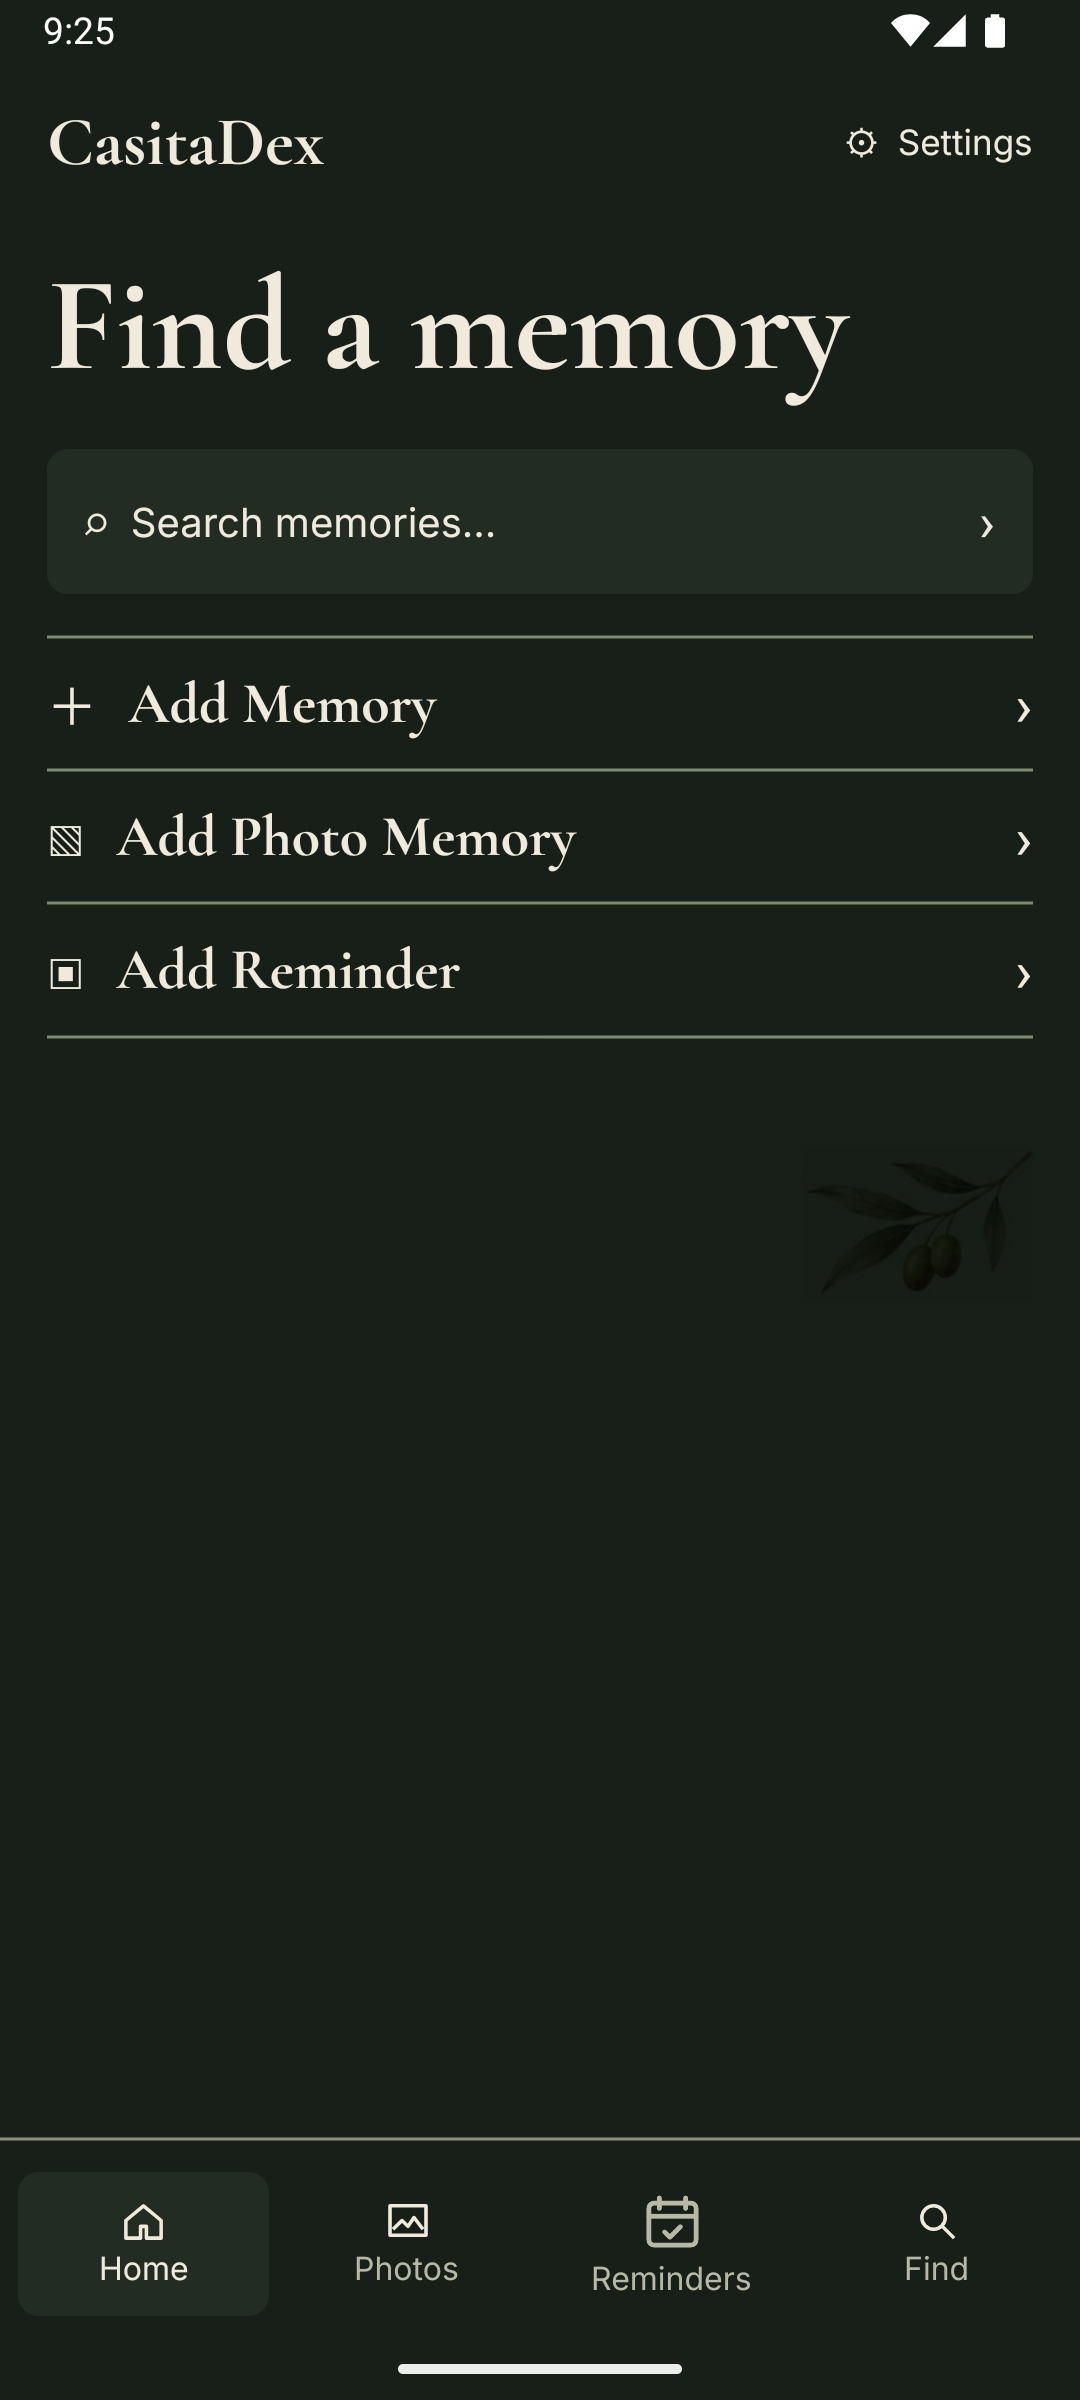 9:25
CasitaDex
Settings
Find a memory
Search memories...
Add Memory
Add Photo Memory
Add Reminder
Home
Photos
Reminders
Find